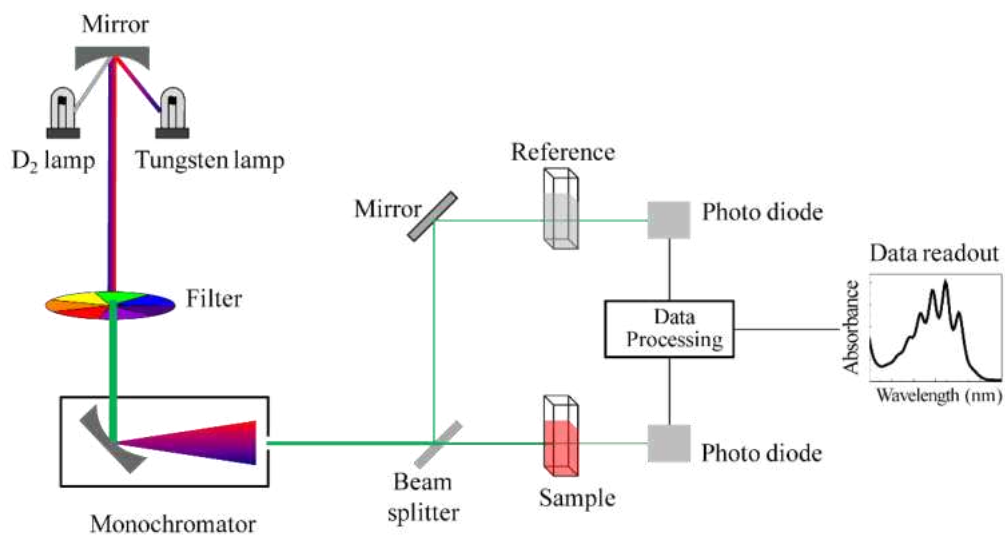 Mirror
D₂ lamp
Tungsten lamp
Filter
Monochromator
Mirror
Beam
splitter
Reference
Sample
Photo diode
Data
Processing
Photo diode
Data readout
Absorbance
Wavelength (nm)